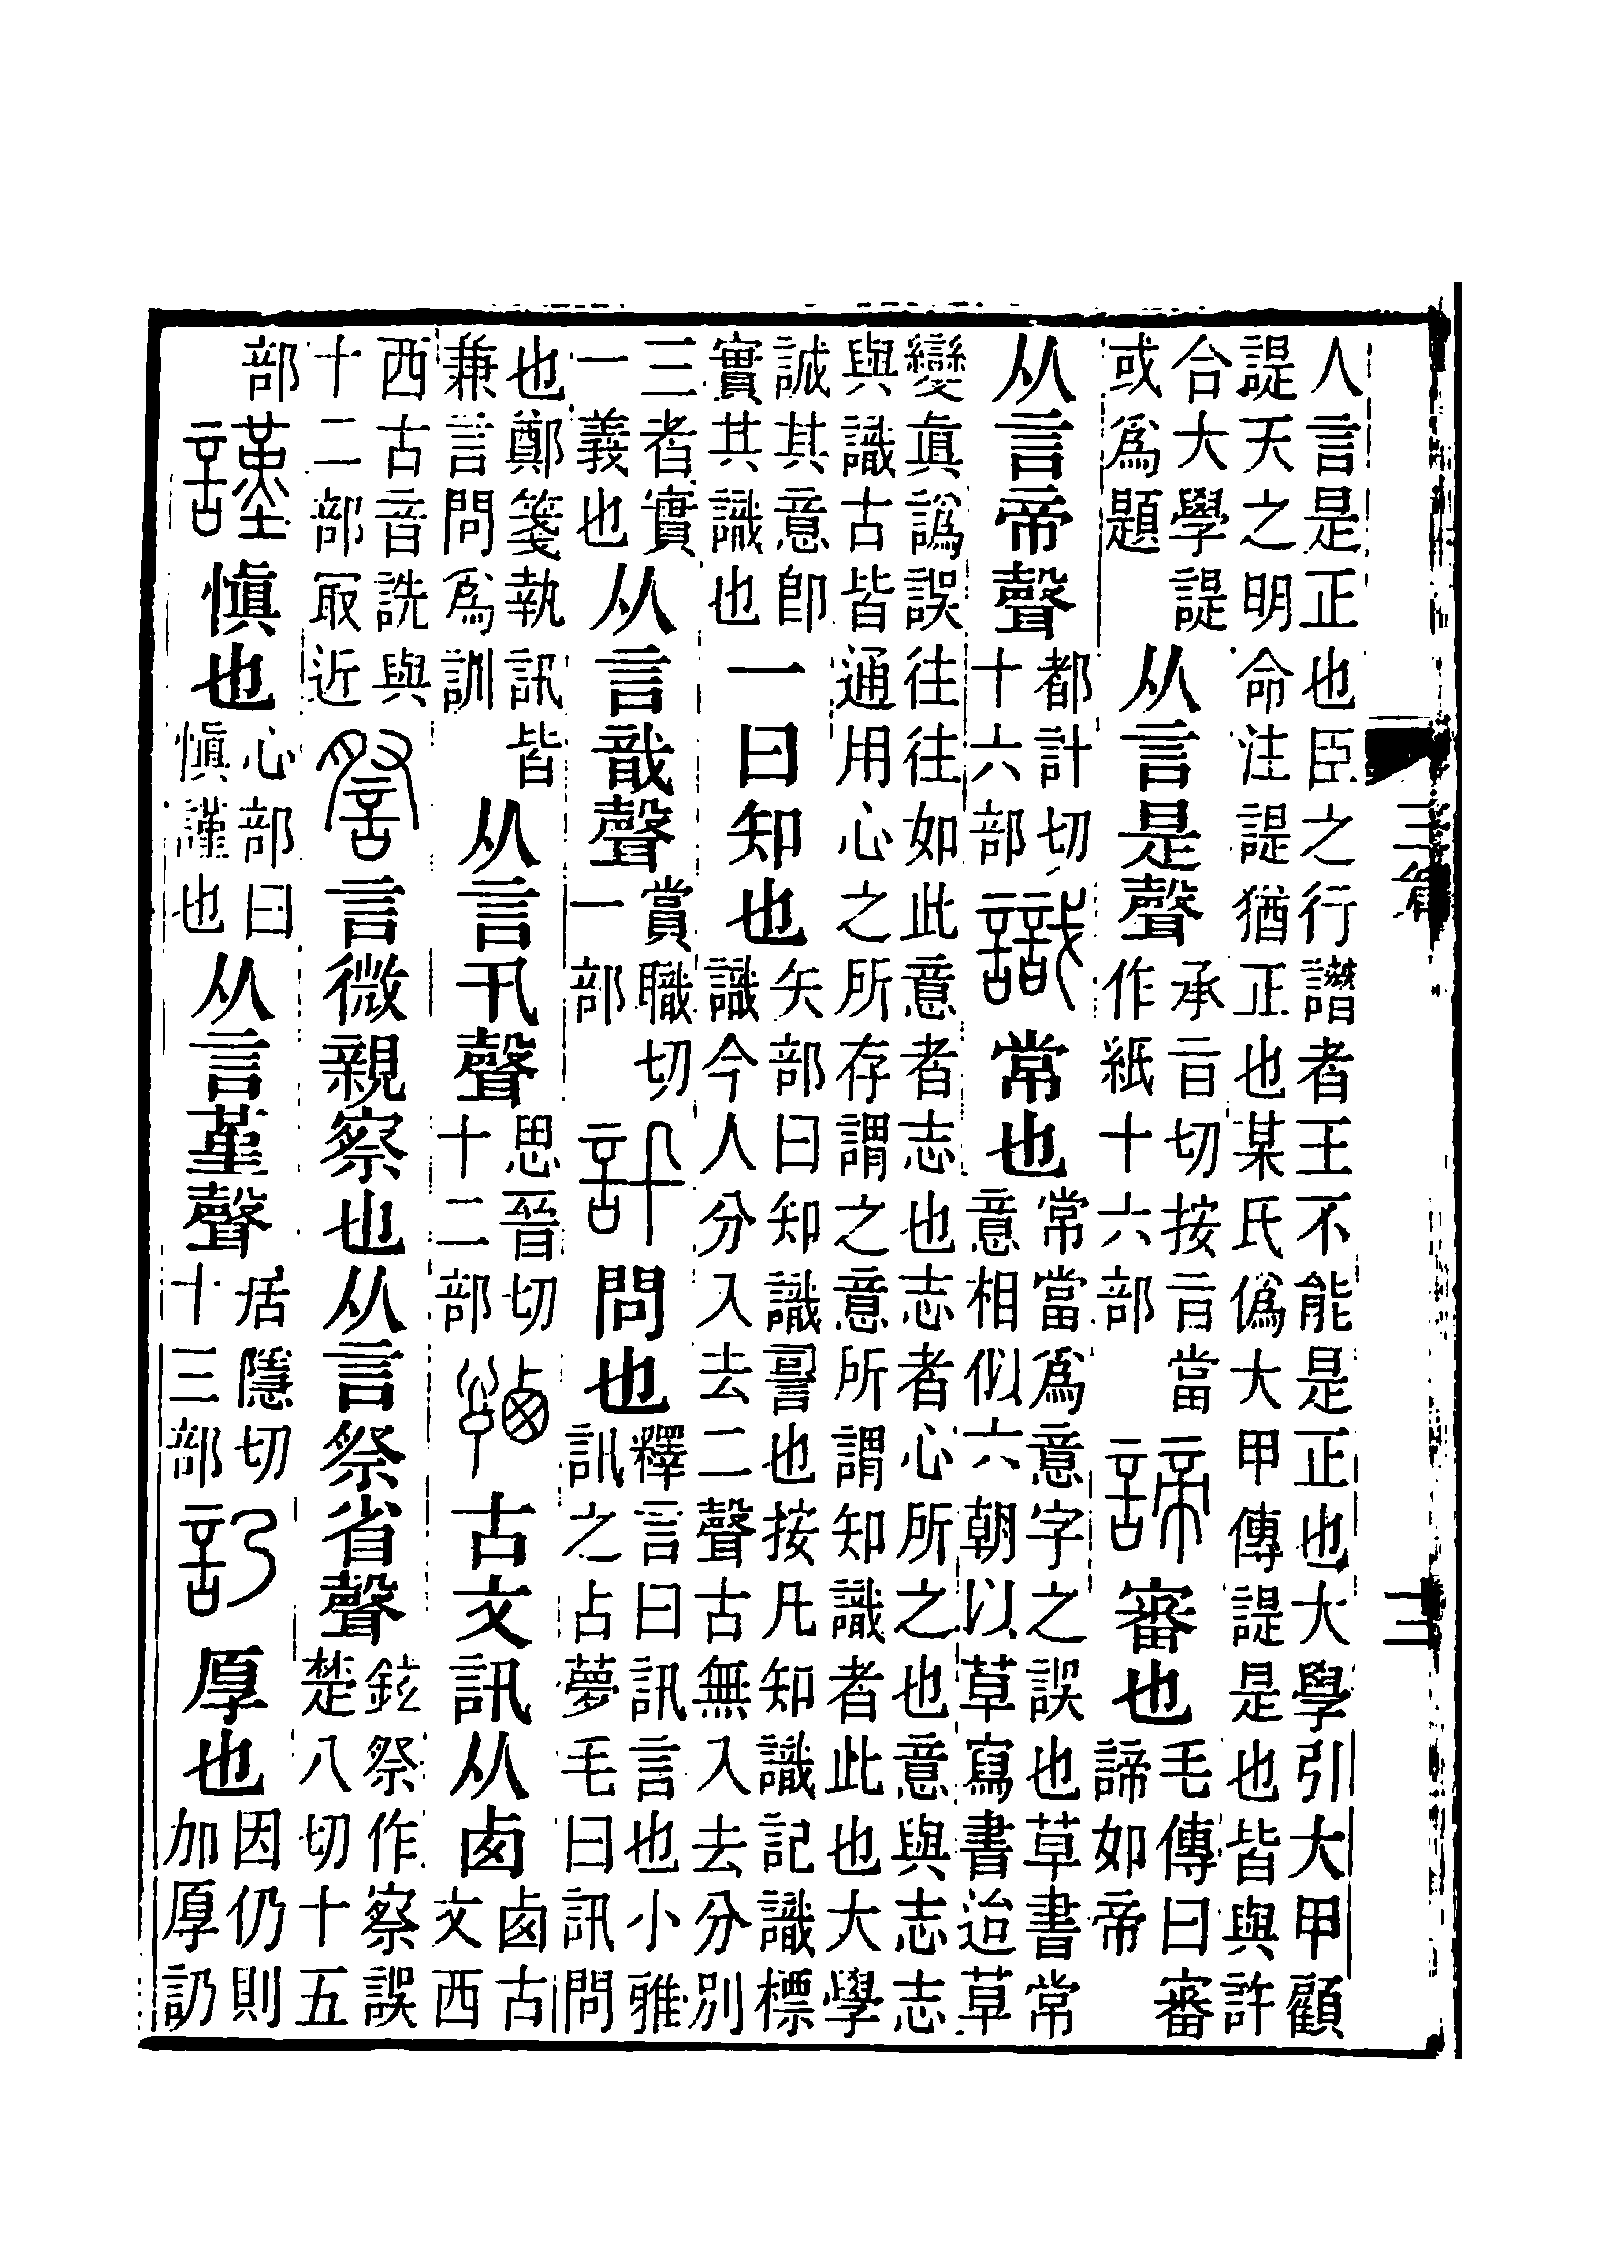 人言是正也臣之行譖者王不能是正也大學引大甲顧
諟天之明命注諟猶正也某氏僞大甲傳諟是也皆與許
合大學諟
或爲題
从言是聲
承旨切按旨當
作紙十六部
諦審也
毛傳曰審
諦如帝
从言帝聲
都計切
十六部
識常也
常當爲意字之誤也草書常
意相似六朝以草寫書迨草
變眞譌誤往往如此意者志也志者心所之也意與志志
與識古皆通用心之所存謂之意所謂知識者此也大學
誠其意卽
實其識也
一曰知也
矢部曰知識䛐也按凡知識記識標
識今人分入去二聲古無入去分別
三者實
一義也
从言戠聲
賞職切
一部
訊問也
釋言曰訊言也小雅
訊之占夢毛曰訊問
也鄭箋執訊皆
兼言問爲訓
从言卂聲
思晉切
十二部
古文訊从卥
卥古
文西
西古音詵與
十二部冣近
詧言微親察也从言祭省聲
鉉祭作察誤
楚八切十五
部
謹愼也
心部曰
愼謹也
从言堇聲
居隱切
十三部
䚮厚也
因仍則
加厚䚮
三篇
三